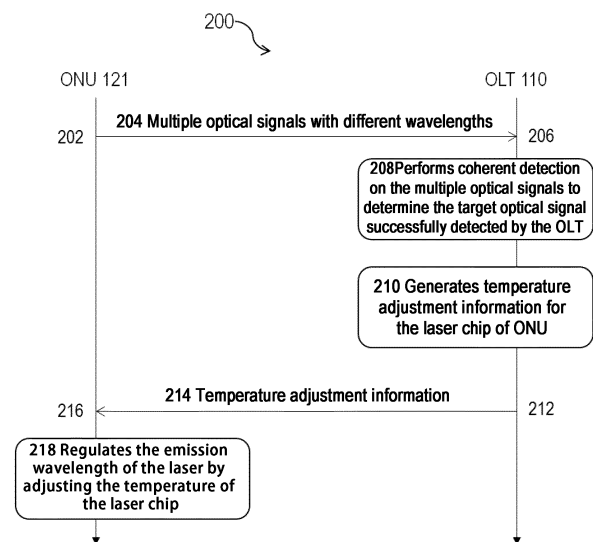 200
ONU 121
OLT 110
204 Multiple optical signals with different wavelengths
202
206
208Performs coherent detection
on the multiple optical signals to
determine the target optical signal
successfully detected by the OLT
210 Generates temperature
adjustment information for
the laser chip of ONU
214 Temperature adjustment information
216
212
218 Regulates the emission
wavelength of the laser by
adjusting the temperature of
the laser chip